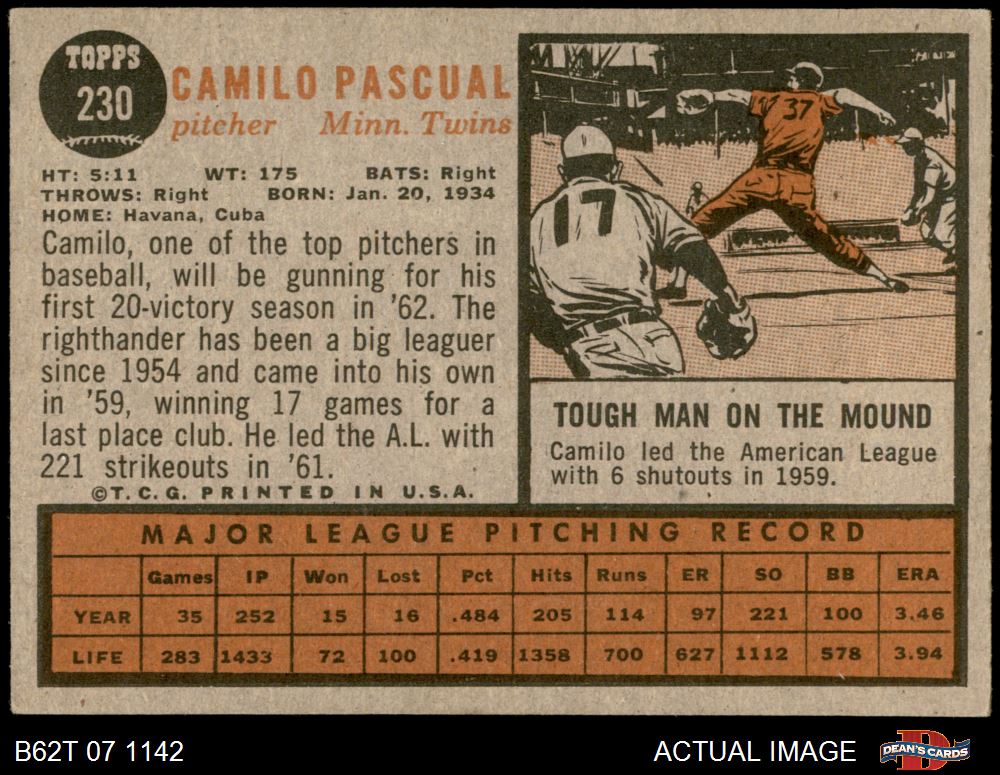 TOPPS
230
CAMILO PASCUAL
pitcher Minn. Twins
HT: 5:11 WT: 175 BATS: Right
THROWS: Right BORN: Jan. 20, 1934
HOME: Havana, Cuba
Camilo, one of the top pitchers in
baseball, will be gunning for his
first 20-victory season in '62. The
righthander has been a big leaguer
since 1954 and came into his own
in '59, winning 17 games for a
last place club. He led the A.L. with
221 strikeouts in '61.
©T.C.G. PRINTED IN U.S.A.
37
17
TOUGH MAN ON THE MOUND
Camilo led the American League
with 6 shutouts in 1959.
MAJOR LEAGUE PITCHING RECORD
Games IP Won Lost Pct Hits Runs ER SO BB ERA
YEAR 35 252 15 16 .484 205 114 97 221 100 3.46
LIFE 283 1433 72 100 .419 1358 700 627 1112 578 3.94
B62T 07 1142
ACTUAL IMAGE
D
DEAN'S CARDS